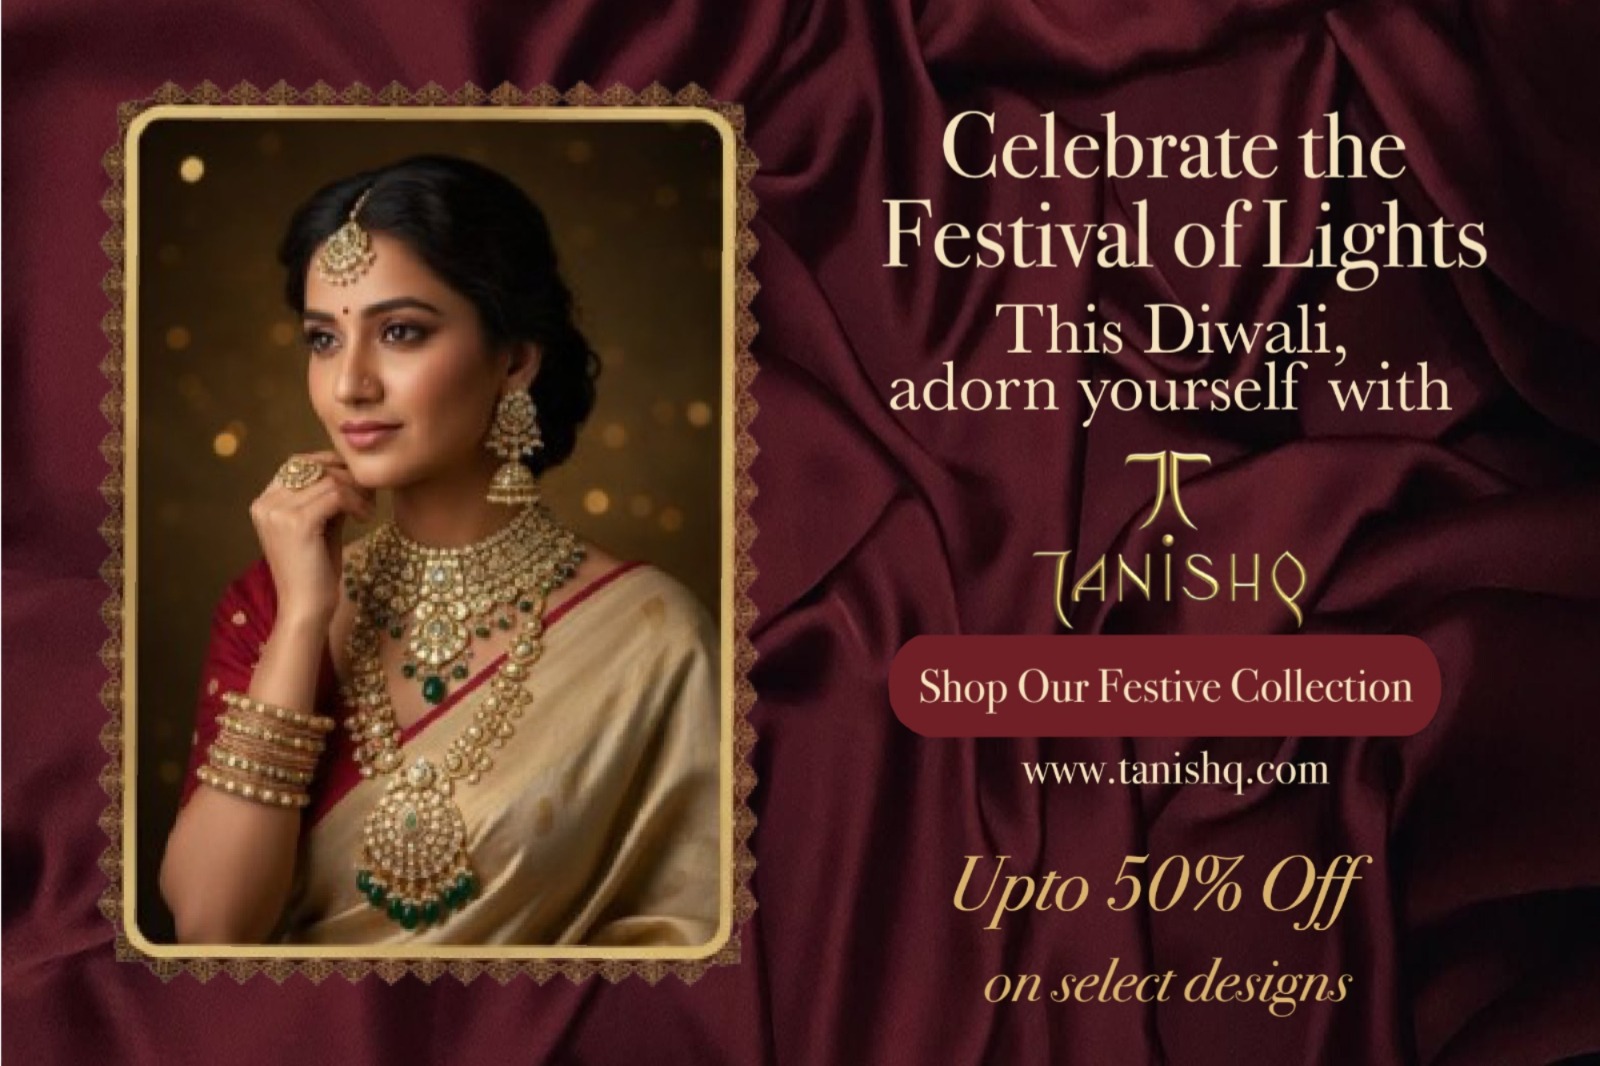 Celebrate the
Festival of Lights
This Diwali,
adorn yourself with
TANISHQ
Shop Our Festive Collection
www.tanishq.com
Upto 50% Off
on select designs